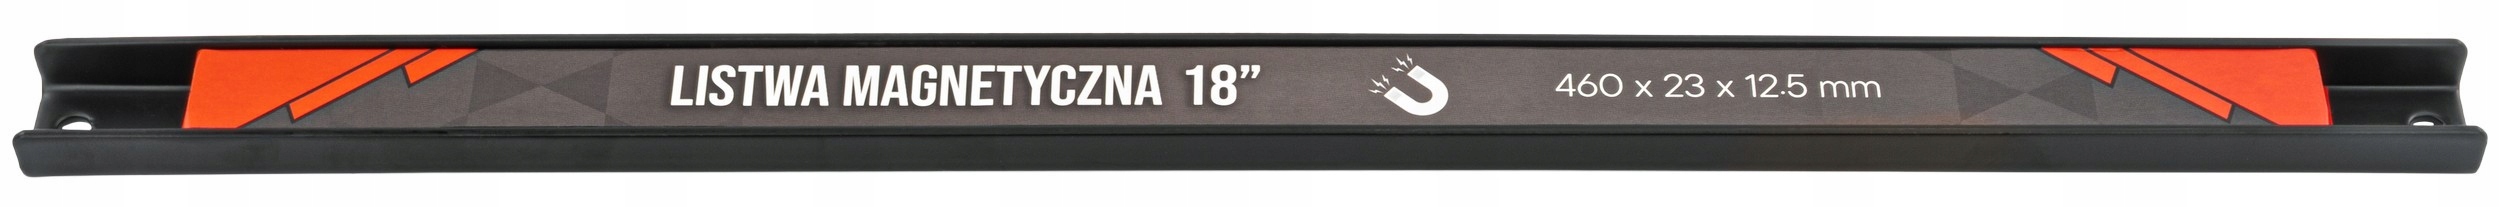 LISTWA MAGNETYCZNA 18” 460 x 23 x 12.5 mm